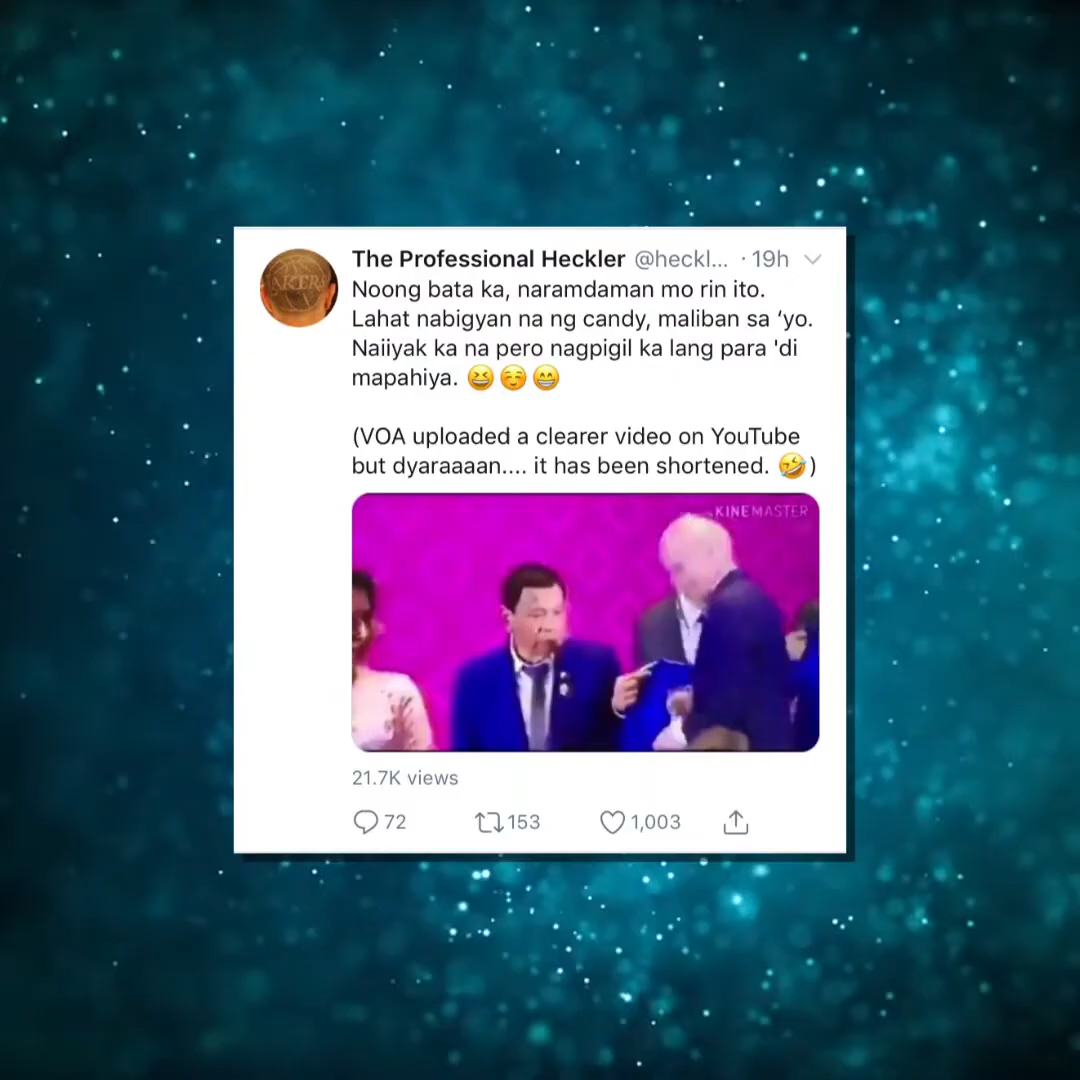 The Professional Heckler @heckl... · 19h
Noong bata ka, naramdaman mo rin ito.
Lahat nabigyan na ng candy, maliban sa ‘yo.
Naiiyak ka na pero nagpigil ka lang para 'di
mapahiya. 😆☺️😁
(VOA uploaded a clearer video on YouTube
but dyaraaaan.... it has been shortened. 🤣)
KINEMASTER
21.7K views
72 153 1,003